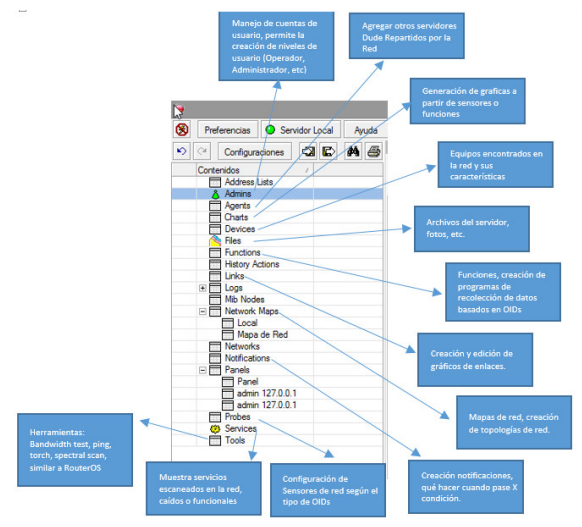 Manejo de cuentas de
usuario, permite la
creación de niveles de
usuario (Operador,
Administrador, etc)
Agregar otros servidores
Dude Repartidos por la
Red
Generación de graficas a
partir de sensores o
funciones
Equipos encontrados en
la red y sus
características
Archivos del servidor,
fotos, etc.
Funciones, creación de
programas de
recolección de datos
basados en OIDs
Creación y edición de
gráficos de enlaces.
Mapas de red, creación
de topologías de red.
Creación notificaciones,
qué hacer cuando pase X
condición.
Configuración de
Sensores de red según el
tipo de OIDs
Muestra servicios
escaneados en la red,
caídos o funcionales
Herramientas:
Bandwidth test, ping,
torch, spectral scan,
similar a RouterOS
Preferencias Servidor Local Ayuda
Configuraciones
Contenidos
Address Lists
Admins
Agents
Charts
Devices
Files
Functions
History Actions
Links
Logs
Mib Nodes
Network Maps
Local
Mapa de Red
Networks
Notifications
Panels
Panel
admin 127.0.0.1
admin 127.0.0.1
Probes
Services
Tools